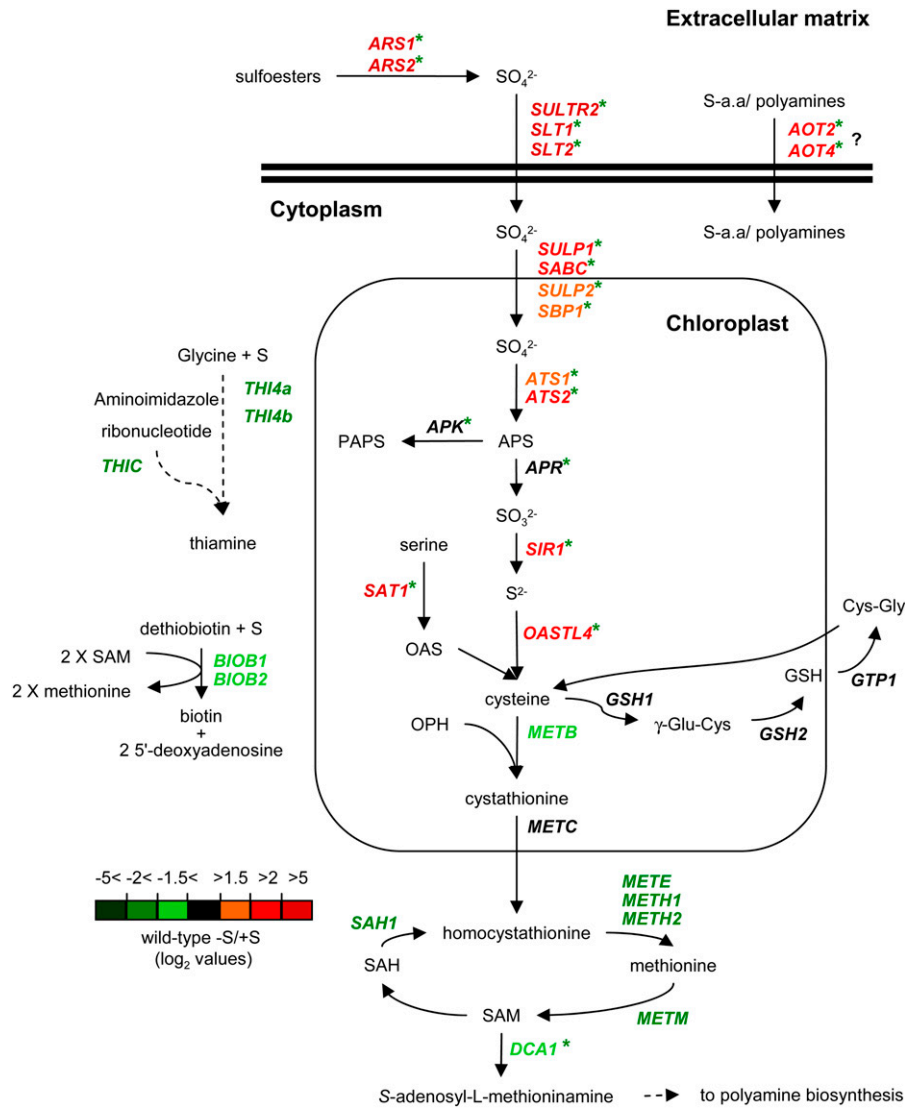 Extracellular matrix
ARS1*
ARS2*
sulfoesters
SO₄²⁻
SULTR2*
SLT1*
SLT2*
S-a.a/ polyamines
AOT2*
AOT4*
?
Cytoplasm
SO₄²⁻
S-a.a/ polyamines
SULP1*
SABC*
SULP2*
SBP1*
Chloroplast
SO₄²⁻
ATS1*
ATS2*
PAPS
APK*
APS
APR*
SO₃²⁻
serine
SIR1*
SAT1*
S²⁻
OAS
OASTL4*
cysteine
GSH1
γ-Glu-Cys
GSH2
GSH
GTP1
Cys-Gly
OPH
METB
cystathionine
METC
Glycine + S
THI4a
THI4b
Aminoimidazole
ribonucleotide
THIC
thiamine
dethiobiotin + S
2 X SAM
BIOB1
BIOB2
2 X methionine
biotin
+
2 5'-deoxyadenosine
-5< -2< -1.5< >1.5 >2 >5
wild-type -S/+S
(log₂ values)
METE
METH1
METH2
SAH1
homocystathionine
SAH
methionine
SAM
METM
DCA1 *
S-adenosyl-L-methioninamine
to polyamine biosynthesis